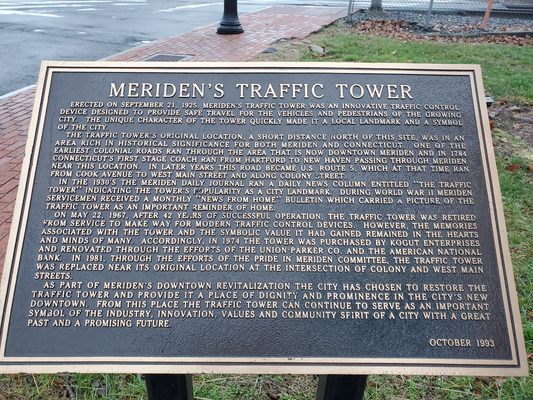 MERIDEN'S TRAFFIC TOWER
ERECTED ON SEPTEMBER 21, 1925, MERIDEN'S TRAFFIC TOWER WAS AN INNOVATIVE TRAFFIC CONTROL
DEVICE DESIGNED TO PROVIDE SAFE TRAVEL FOR THE VEHICLES AND PEDESTRIANS OF THE GROWING
CITY. THE UNIQUE CHARACTER OF THE TOWER QUICKLY MADE IT A LOCAL LANDMARK AND A SYMBOL
OF THE CITY.
THE TRAFFIC TOWER'S ORIGINAL LOCATION, A SHORT DISTANCE NORTH OF THIS SITE, WAS IN AN
AREA RICH IN HISTORICAL SIGNIFICANCE FOR BOTH MERIDEN AND CONNECTICUT. ONE OF THE
EARLIEST COLONIAL ROADS RAN THROUGH THE AREA THAT IS NOW DOWNTOWN MERIDEN AND IN 1784
CONNECTICUT'S FIRST STAGE COACH RAN FROM HARTFORD TO NEW HAVEN PASSING THROUGH MERIDEN
NEAR THIS LOCATION. IN LATER YEARS THIS ROAD BECAME U.S. ROUTE 5, WHICH AT THAT TIME RAN
FROM COOK AVENUE TO WEST MAIN STREET AND ALONG COLONY STREET.
IN THE 1930'S THE MERIDEN DAILY JOURNAL RAN A DAILY NEWS COLUMN ENTITLED "THE TRAFFIC
TOWER" INDICATING THE TOWER'S POPULARITY AS A CITY LANDMARK. DURING WORLD WAR II MERIDEN
SERVICEMEN RECEIVED A MONTHLY "NEWS FROM HOME" BULLETIN WHICH CARRIED A PICTURE OF THE
TRAFFIC TOWER AS AN IMPORTANT REMINDER OF HOME.
ON MAY 22, 1967, AFTER 42 YEARS OF SUCCESSFUL OPERATION, THE TRAFFIC TOWER WAS RETIRED
FROM SERVICE TO MAKE WAY FOR MODERN TRAFFIC CONTROL DEVICES. HOWEVER, THE MEMORIES
ASSOCIATED WITH THE TOWER AND THE SYMBOLIC VALUE IT HAD GAINED REMAINED IN THE HEARTS
AND MINDS OF MANY. ACCORDINGLY, IN 1974 THE TOWER WAS PURCHASED BY KOGUT ENTERPRISES
AND RENOVATED THROUGH THE EFFORTS OF THE UNION-PARKER CO. AND THE AMERICAN NATIONAL
BANK. IN 1981, THROUGH THE EFFORTS OF THE PRIDE IN MERIDEN COMMITTEE, THE TRAFFIC TOWER
WAS REPLACED NEAR ITS ORIGINAL LOCATION AT THE INTERSECTION OF COLONY AND WEST MAIN
STREETS.
AS PART OF MERIDEN'S DOWNTOWN REVITALIZATION THE CITY HAS CHOSEN TO RESTORE THE
TRAFFIC TOWER AND PROVIDE IT A PLACE OF DIGNITY AND PROMINENCE IN THE CITY'S NEW
DOWNTOWN. FROM THIS PLACE THE TRAFFIC TOWER CAN CONTINUE TO SERVE AS AN IMPORTANT
SYMBOL OF THE INDUSTRY, INNOVATION, VALUES AND COMMUNITY SPIRIT OF A CITY WITH A GREAT
PAST AND A PROMISING FUTURE.
OCTOBER 1993